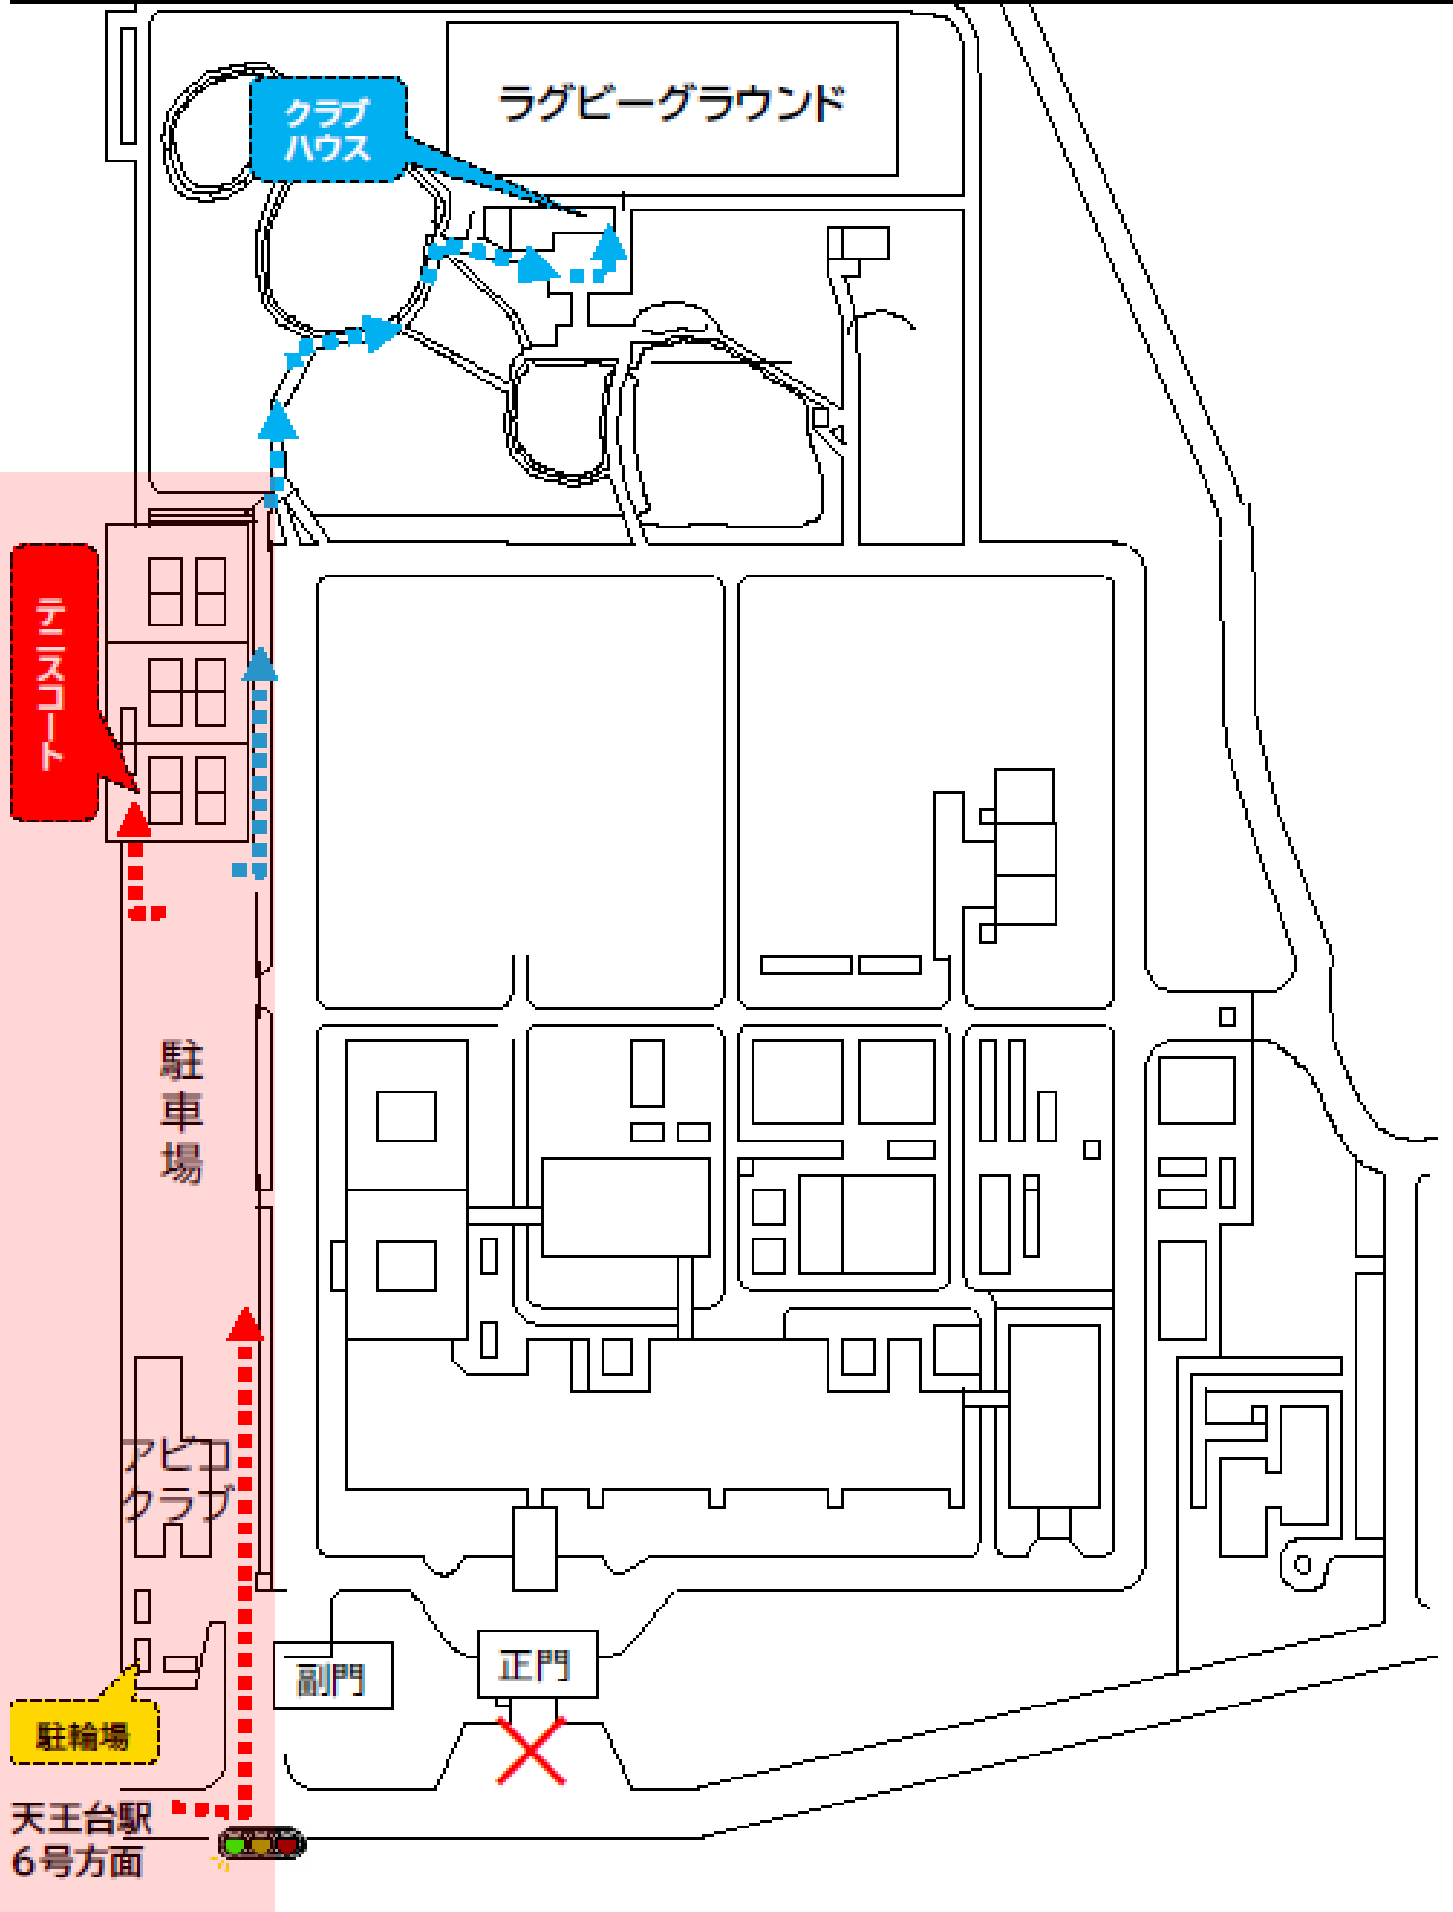 ラグビーグラウンド
クラブ
ハウス
テニスコート
駐車場
アビコ
クラブ
副門
正門
駐輪場
天王台駅
6号方面